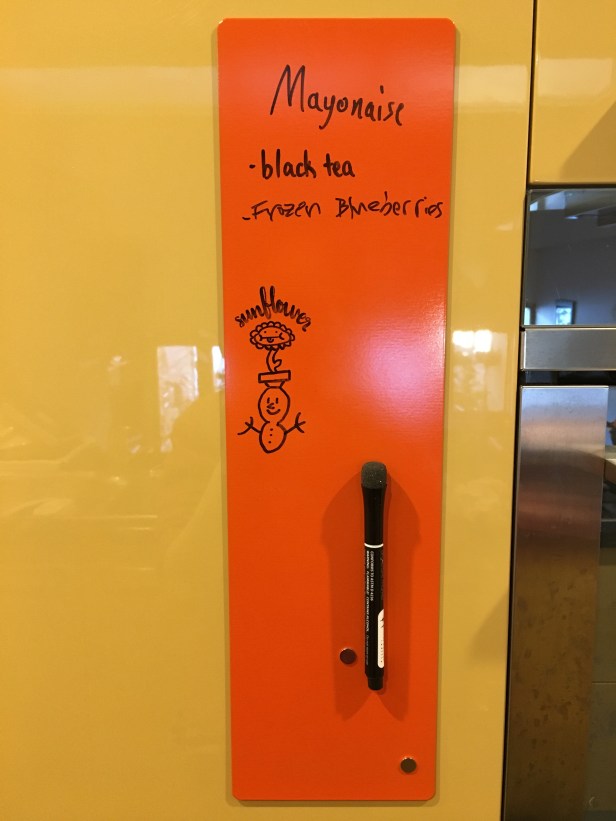 Mayonaise
-black tea
-Frozen Blueberries
sunflower